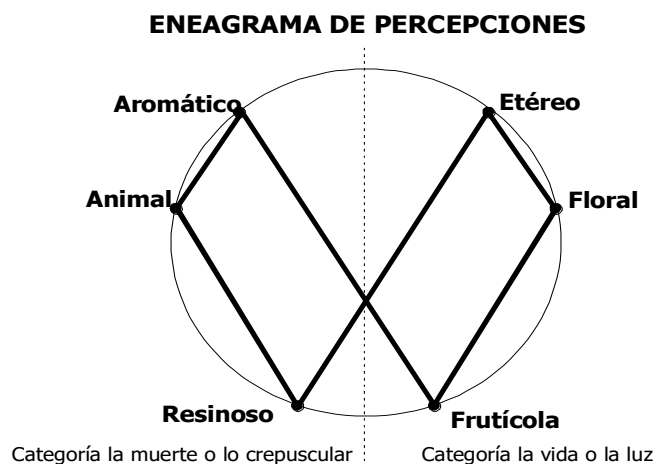 ENEAGRAMA DE PERCEPCIONES
Aromático
Etéreo
Animal
Floral
Resinoso
Frutícola
Categoría la muerte o lo crepuscular
Categoría la vida o la luz